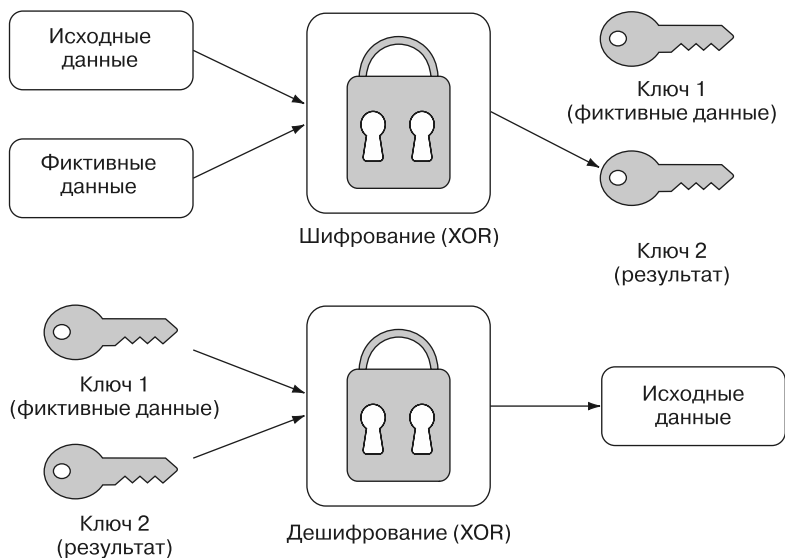 Исходные
данные
Фиктивные
данные
Шифрование (XOR)
Ключ 1
(фиктивные данные)
Ключ 2
(результат)
Ключ 1
(фиктивные данные)
Ключ 2
(результат)
Дешифрование (XOR)
Исходные
данные